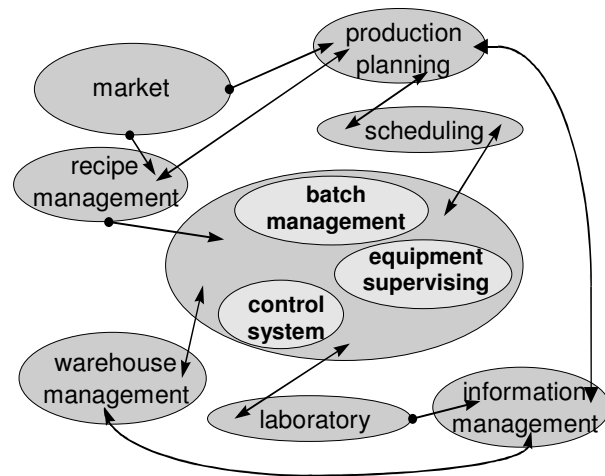 production
planning
market
scheduling
recipe
management
batch
management
equipment
supervising
control
system
warehouse
management
laboratory
information
management